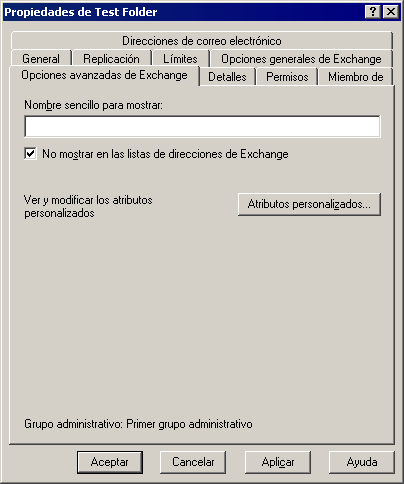 Propiedades de Test Folder
Direcciones de correo electrónico
General Replicación Límites Opciones generales de Exchange
Opciones avanzadas de Exchange Detalles Permisos Miembro de
Nombre sencillo para mostrar:
No mostrar en las listas de direcciones de Exchange
Ver y modificar los atributos
personalizados
Atributos personalizados...
Grupo administrativo: Primer grupo administrativo
Aceptar Cancelar Aplicar Ayuda